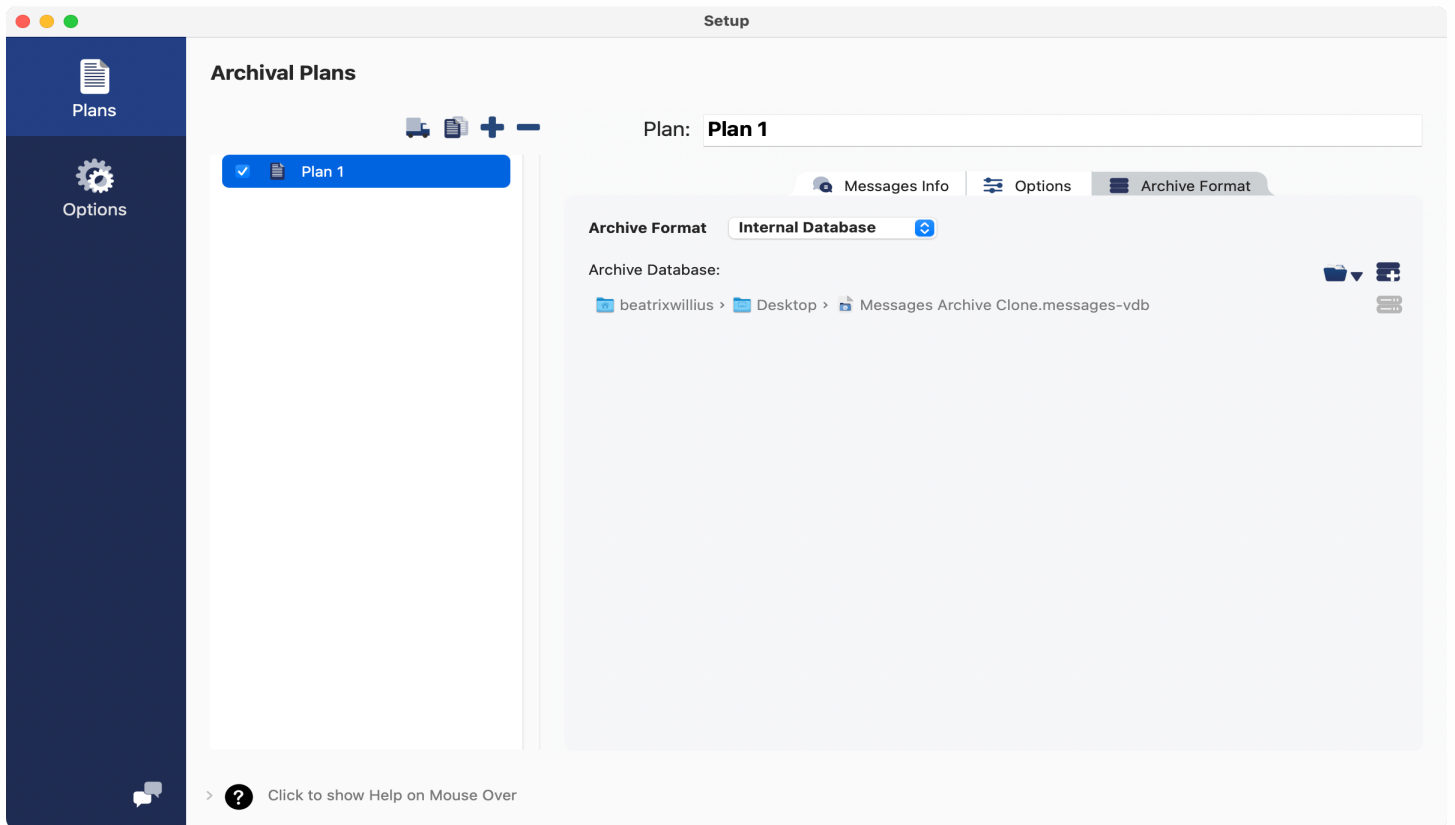 Setup
Plans
Options
Archival Plans
Plan 1
Plan: Plan 1
Messages Info
Options
Archive Format
Archive Format Internal Database
Archive Database:
beatrixwillius › Desktop › Messages Archive Clone.messages-vdb
? Click to show Help on Mouse Over